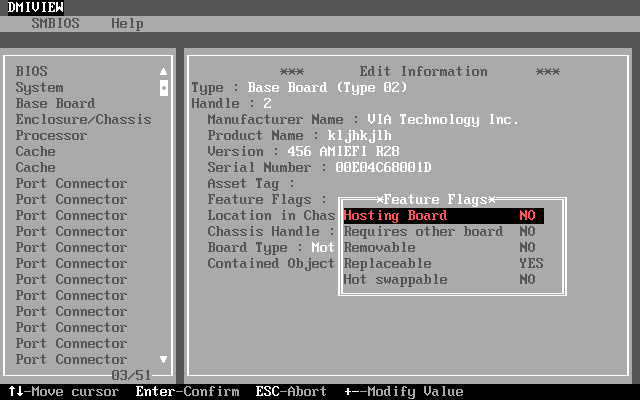 DMIVIEW
SMBIOS Help
BIOS
System
Base Board
Enclosure/Chassis
Processor
Cache
Cache
Port Connector
Port Connector
Port Connector
Port Connector
Port Connector
Port Connector
Port Connector
Port Connector
Port Connector
Port Connector
Port Connector
Port Connector
03/51
*** Edit Information ***
Type : Base Board (Type 02)
Handle : 2
Manufacturer Name : VIA Technology Inc.
Product Name : kljhkjlh
Version : 456 AMIEFI R28
Serial Number : 00E04C68001D
Asset Tag :
Feature Flags :
Location in Chas
Chassis Handle :
Board Type : Mot
Contained Object
*Feature Flags*
Hosting Board NO
Requires other board NO
Removable NO
Replaceable YES
Hot swappable NO
↑↓-Move cursor Enter-Confirm ESC-Abort +--Modify Value